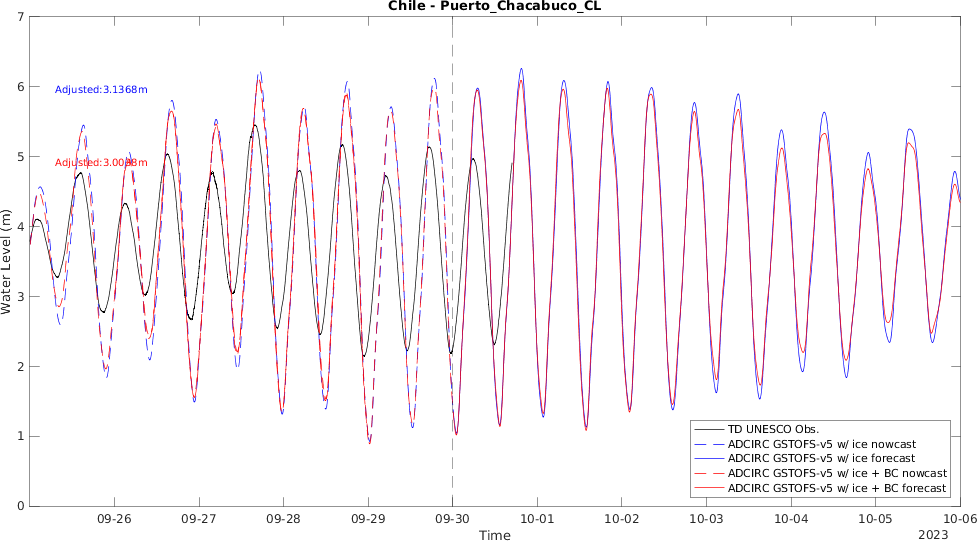 Chile - Puerto_Chacabuco_CL
7
6
5
4
3
2
1
0
Water Level (m)
Adjusted:3.1368m
Adjusted:
TD UNESCO Obs.
ADCIRC GSTOFS-v5 w/ ice nowcast
ADCIRC GSTOFS-v5 w/ ice forecast
ADCIRC GSTOFS-v5 w/ ice + BC nowcast
ADCIRC GSTOFS-v5 w/ ice + BC forecast
09-26 09-27 09-28 09-29 09-30 10-01 10-02 10-03 10-04 10-05 10-06
Time
2023